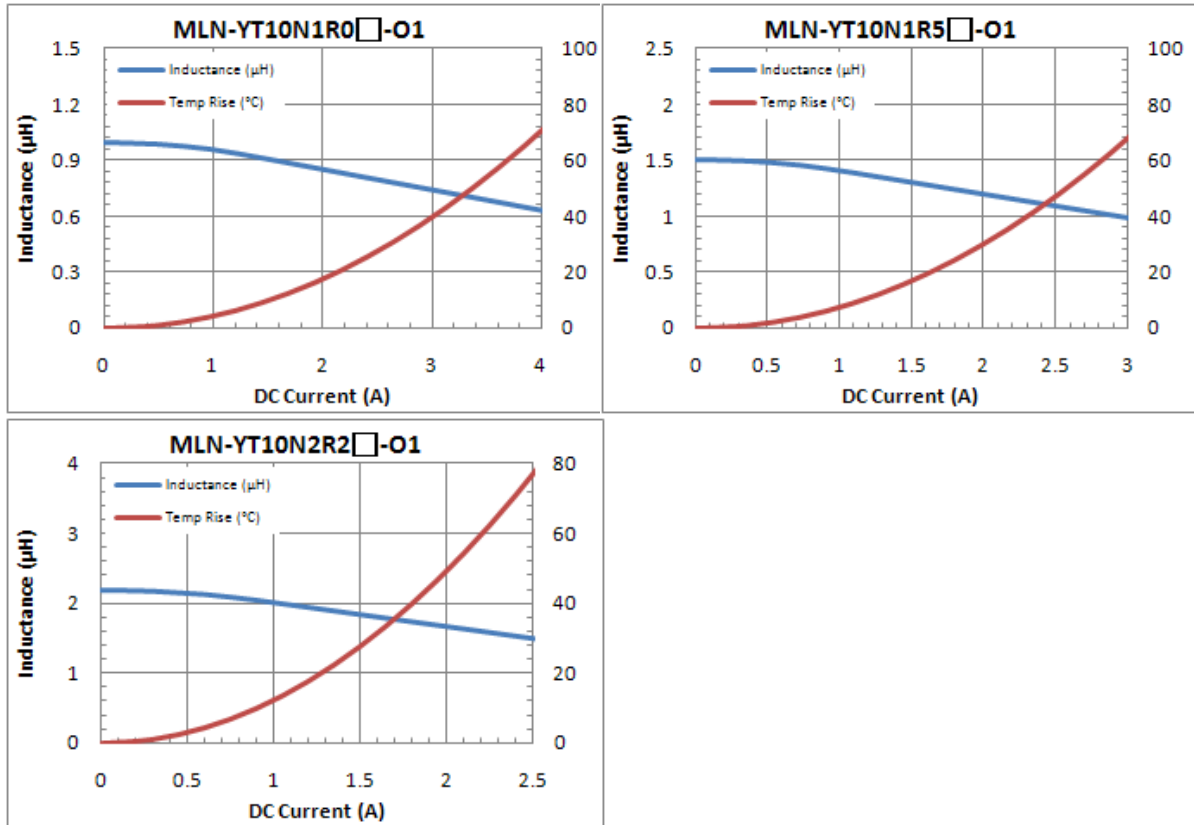 MLN-YT10N1R0□-O1
Inductance (µH)
Temp Rise (°C)
Inductance (µH)
1.5
1.2
0.9
0.6
0.3
0
100
80
60
40
20
0
0 1 2 3 4
DC Current (A)
MLN-YT10N1R5□-O1
Inductance (µH)
Temp Rise (°C)
Inductance (µH)
2.5
2
1.5
1
0.5
0
100
80
60
40
20
0
0 0.5 1 1.5 2 2.5 3
DC Current (A)
MLN-YT10N2R2□-O1
Inductance (µH)
Temp Rise (°C)
Inductance (µH)
4
3
2
1
0
80
60
40
20
0
0 0.5 1 1.5 2 2.5
DC Current (A)